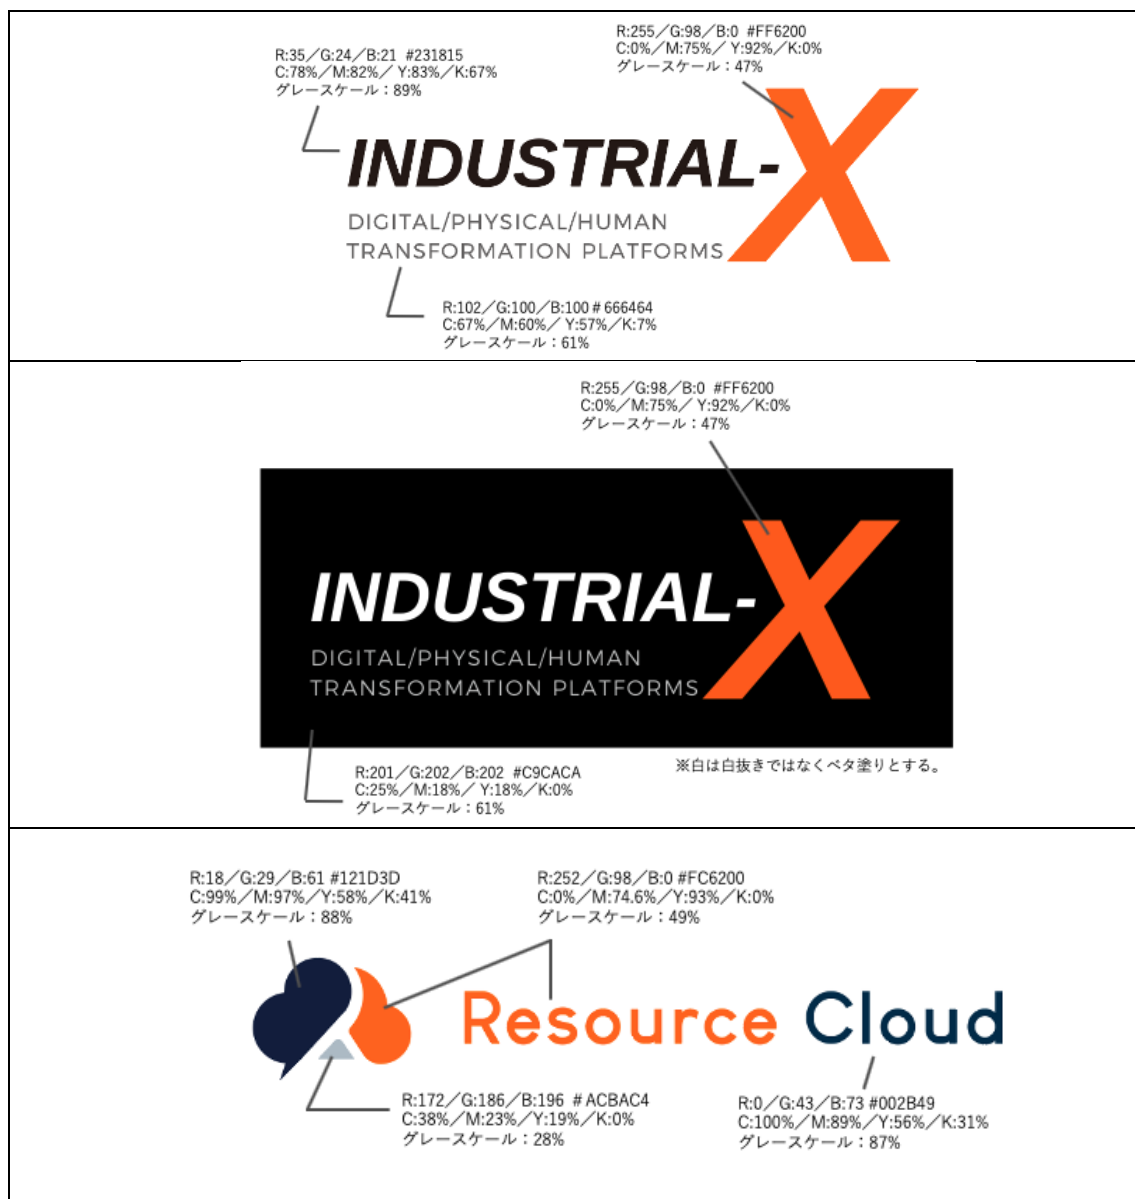 R:35／G:24／B:21 #231815
C:78%／M:82%／ Y:83%／K:67%
グレースケール：89%
R:255／G:98／B:0 #FF6200
C:0%／M:75%／ Y:92%／K:0%
グレースケール：47%
INDUSTRIAL-X
DIGITAL/PHYSICAL/HUMAN
TRANSFORMATION PLATFORMS
R:102／G:100／B:100 # 666464
C:67%／M:60%／ Y:57%／K:7%
グレースケール：61%
R:255／G:98／B:0 #FF6200
C:0%／M:75%／ Y:92%／K:0%
グレースケール：47%
INDUSTRIAL-X
DIGITAL/PHYSICAL/HUMAN
TRANSFORMATION PLATFORMS
※白は白抜きではなくベタ塗りとする。
R:201／G:202／B:202 #C9CACA
C:25%／M:18%／ Y:18%／K:0%
グレースケール：61%
R:18／G:29／B:61 #121D3D
C:99%／M:97%／Y:58%／K:41%
グレースケール：88%
R:252／G:98／B:0 #FC6200
C:0%／M:74.6%／Y:93%／K:0%
グレースケール：49%
Resource Cloud
R:172／G:186／B:196 # ACBAC4
C:38%／M:23%／Y:19%／K:0%
グレースケール：28%
R:0／G:43／B:73 #002B49
C:100%／M:89%／Y:56%／K:31%
グレースケール：87%